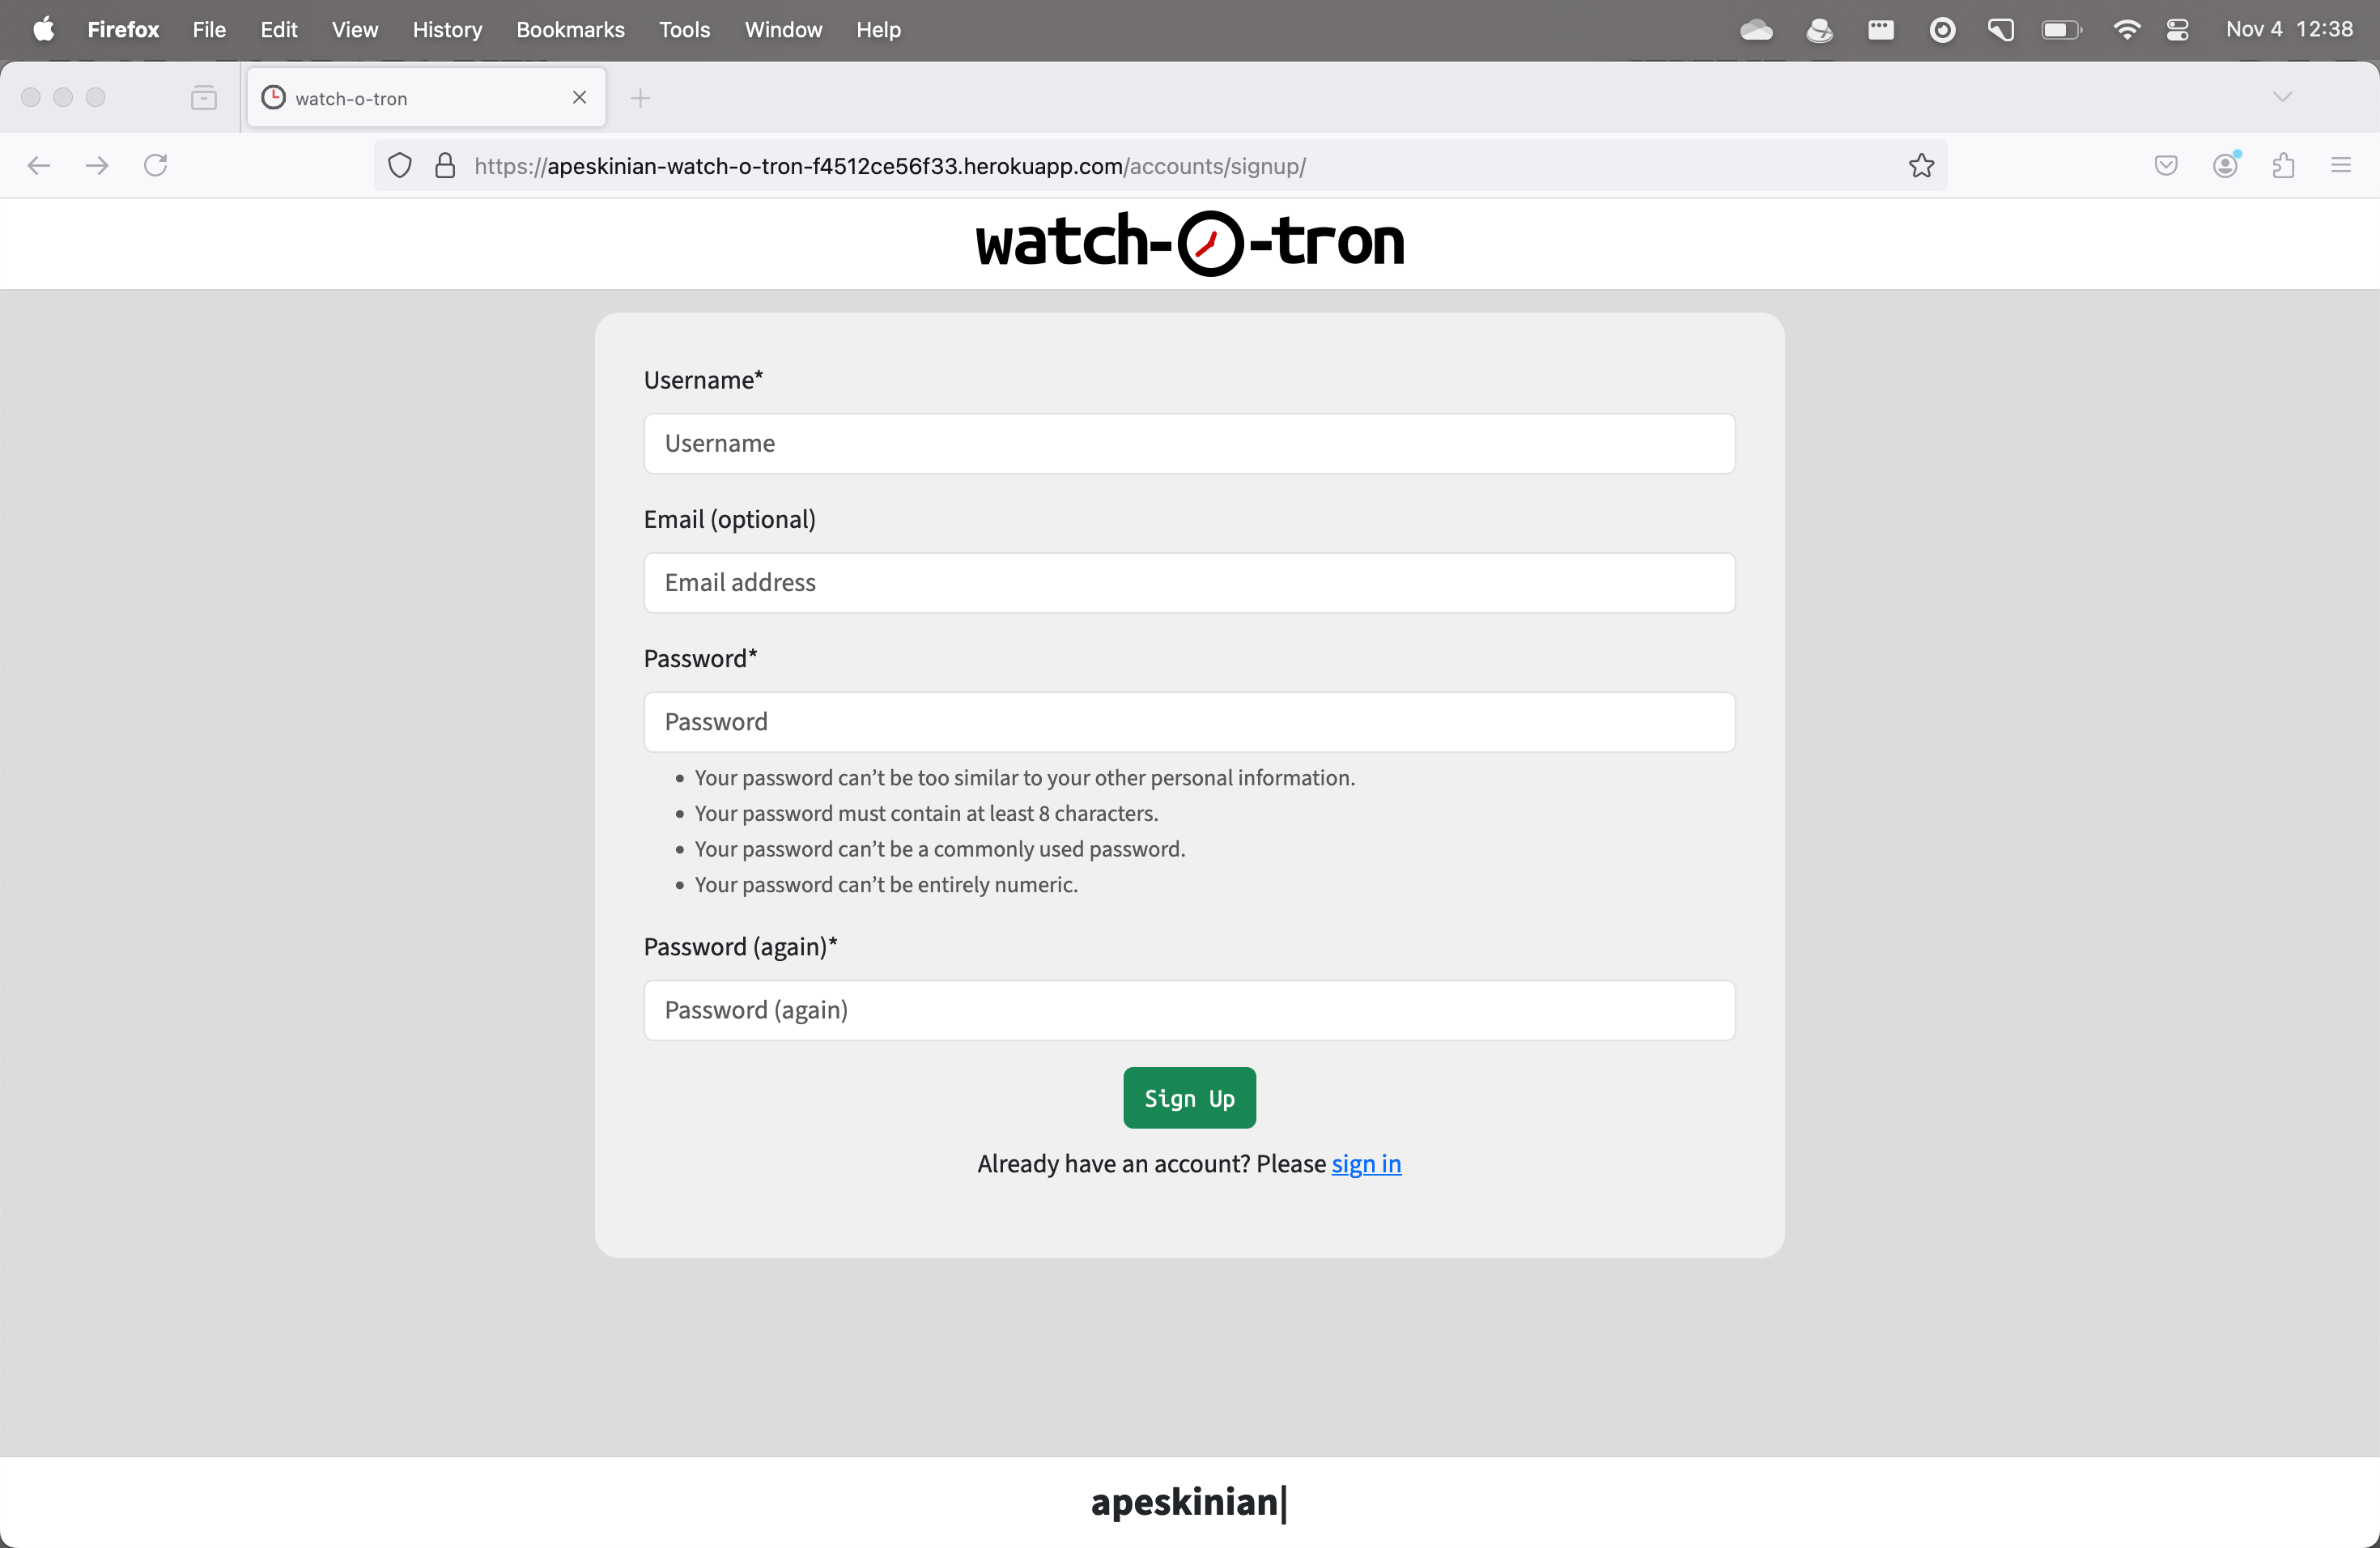 Firefox File Edit View History Bookmarks Tools Window Help Nov 4 12:38
watch-o-tron
https://apeskinian-watch-o-tron-f4512ce56f33.herokuapp.com/accounts/signup/
watch-o-tron
Username*
Username
Email (optional)
Email address
Password*
Password
• Your password can’t be too similar to your other personal information.
• Your password must contain at least 8 characters.
• Your password can’t be a commonly used password.
• Your password can’t be entirely numeric.
Password (again)*
Password (again)
Sign Up
Already have an account? Please sign in
apeskinian|